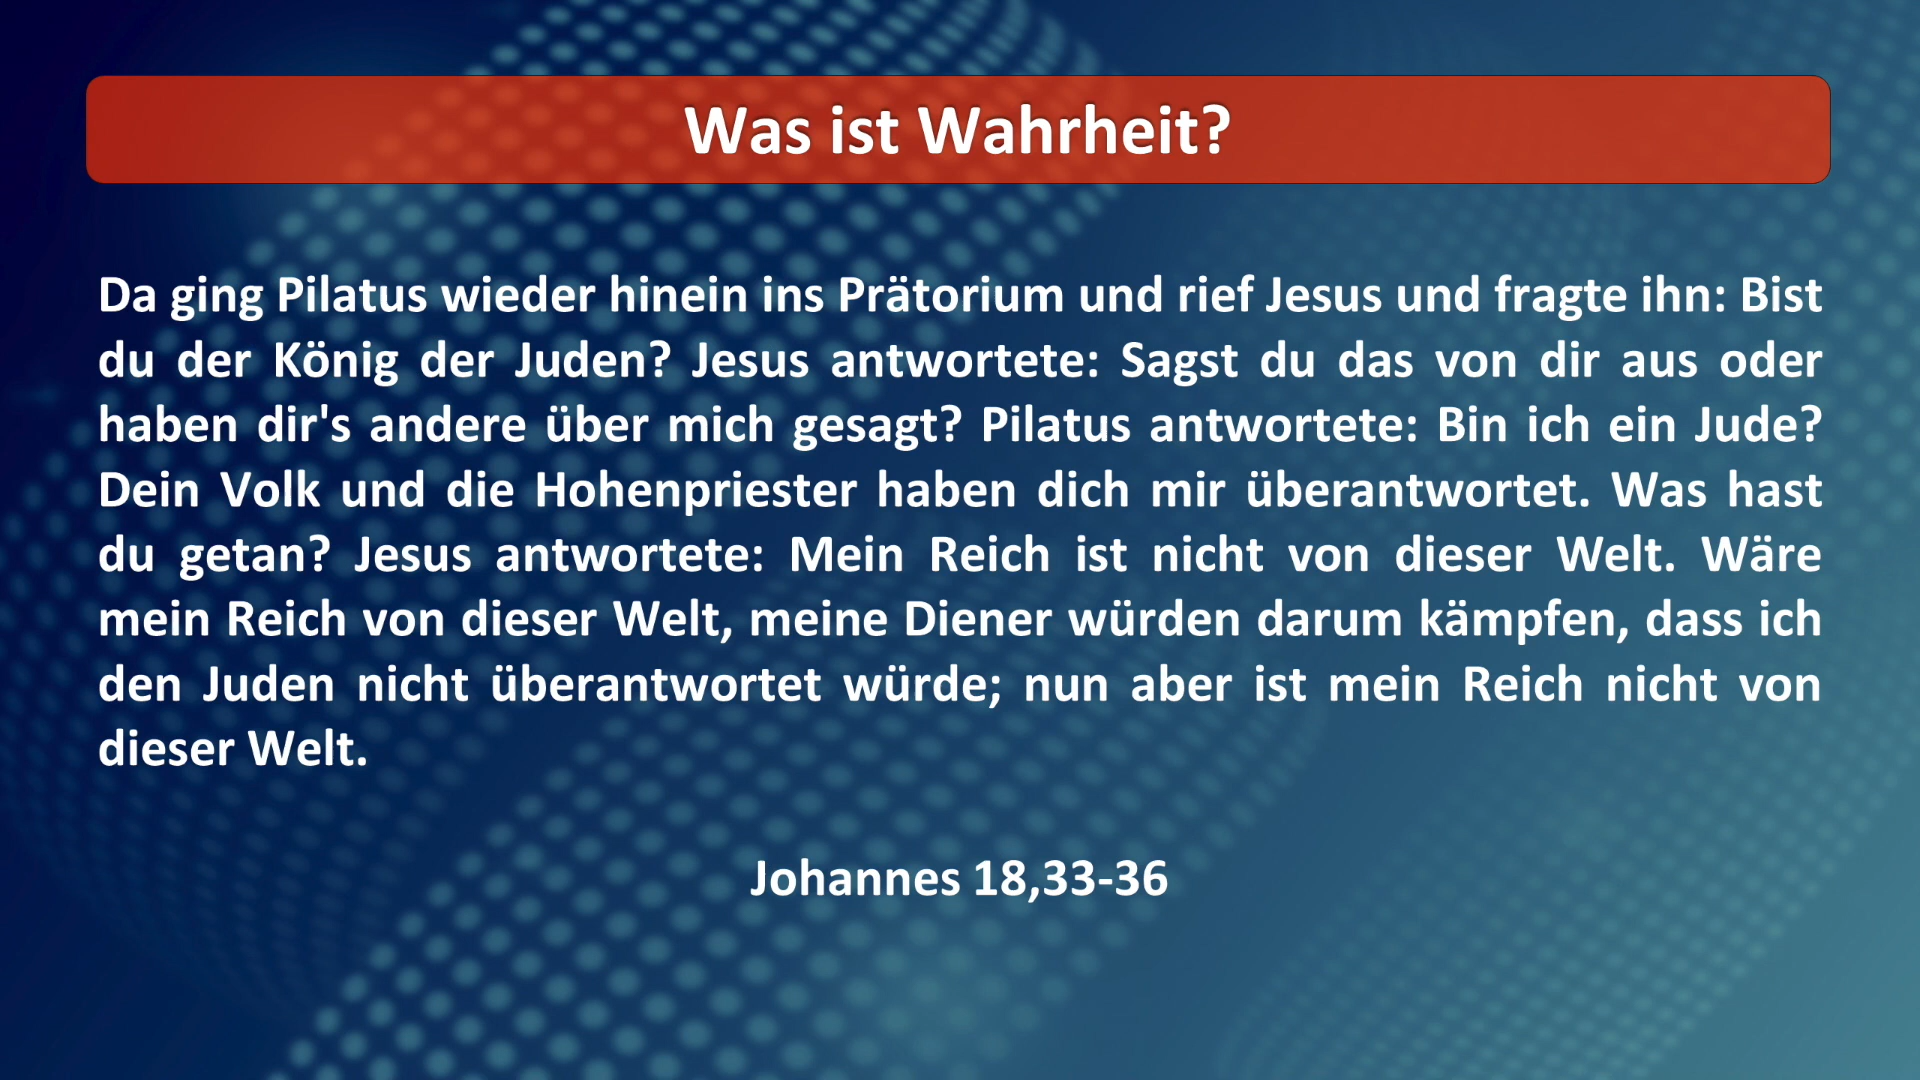 Was ist Wahrheit?
Da ging Pilatus wieder hinein ins Prätorium und rief Jesus und fragte ihn: Bist
du der König der Juden? Jesus antwortete: Sagst du das von dir aus oder
haben dir's andere über mich gesagt? Pilatus antwortete: Bin ich ein Jude?
Dein Volk und die Hohenpriester haben dich mir überantwortet. Was hast
du getan? Jesus antwortete: Mein Reich ist nicht von dieser Welt. Wäre
mein Reich von dieser Welt, meine Diener würden darum kämpfen, dass ich
den Juden nicht überantwortet würde; nun aber ist mein Reich nicht von
dieser Welt.
Johannes 18,33-36